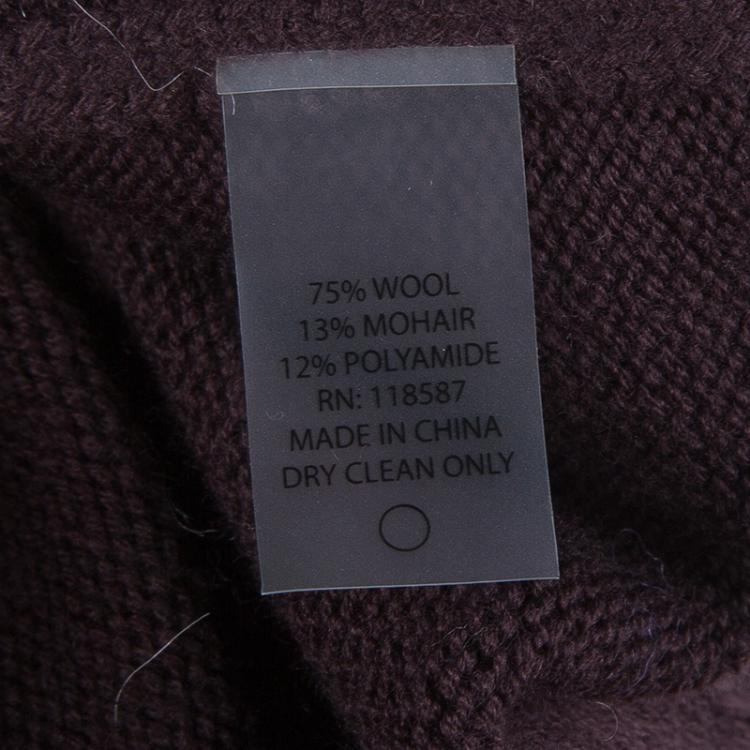 75% WOOL
13% MOHAIR
12% POLYAMIDE
RN: 118587
MADE IN CHINA
DRY CLEAN ONLY